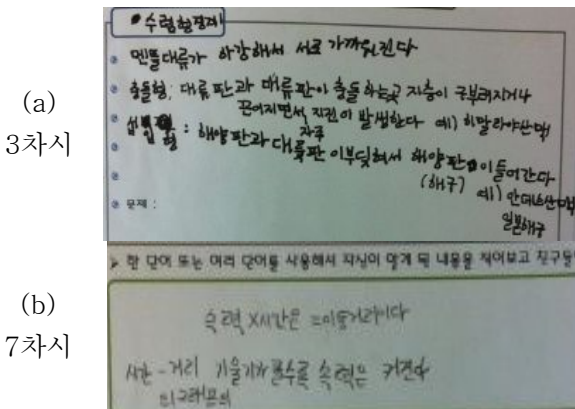 (a)
3차시
• 수렴형경계
맨틀대류가 하강해서 서로 가까워진다
충돌형; 대륙판과 대륙판이 충돌하는곳 지층이 구부러지거나
끈어지면서, 지진이 발생한다 예) 히말라야산맥
자주
섭입형 : 해양판과 대륙판이부딪혀서 해양판이들어간다
(해구) 예) 안데스산맥
일본해구
문제 :
(b)
7차시
한 단어 또는 여러 단어를 사용해서 자신이 알게 된 내용을 적어보고 친구들
속력X시간은 =이동거리이다
시간-거리 기울기가 클수록 속력은 커진다
의그래프의